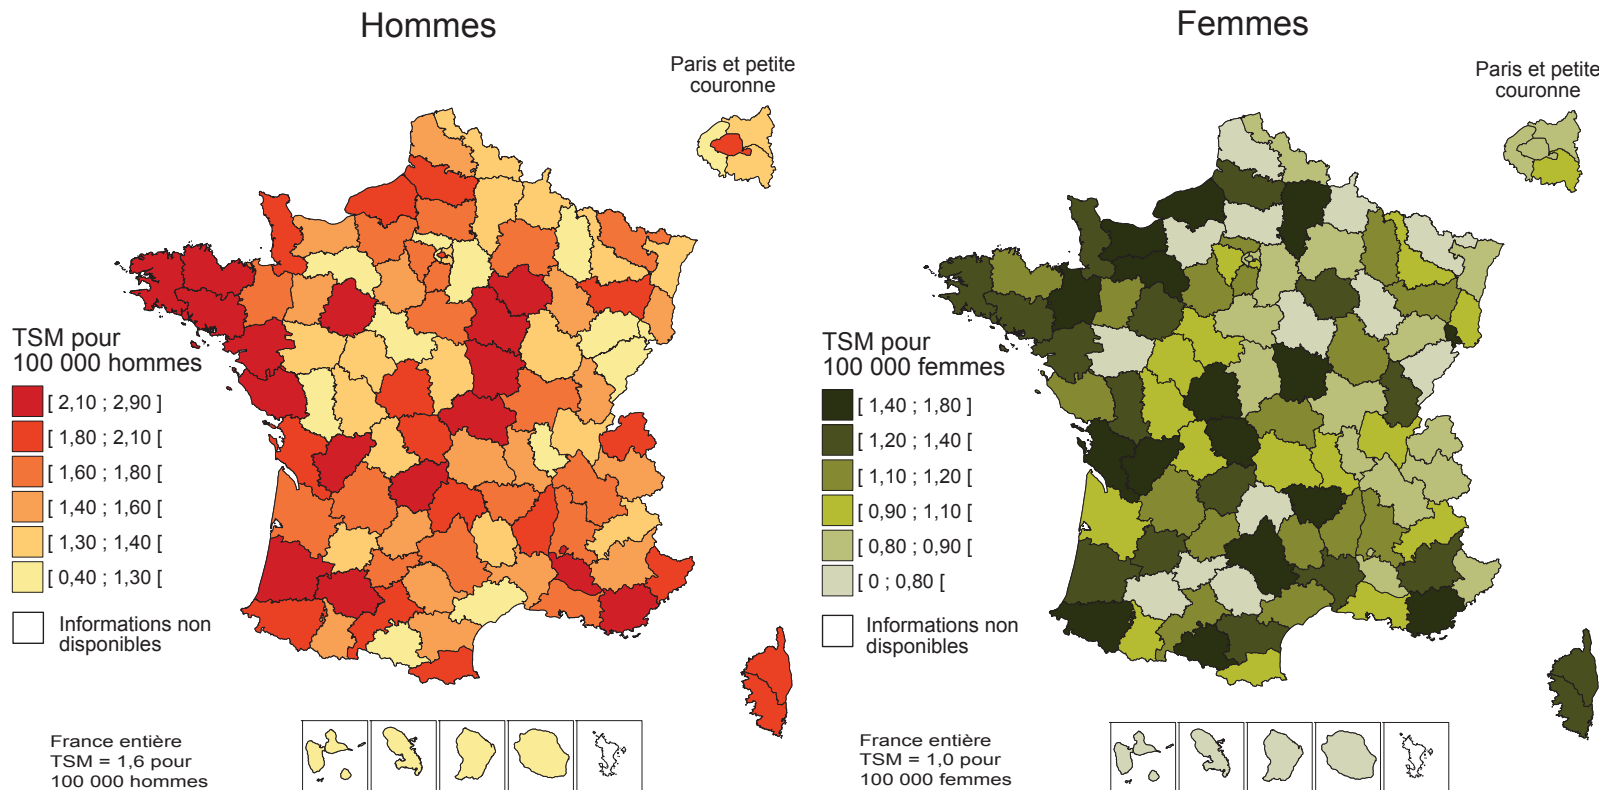 Hommes
Paris et petite
couronne
TSM pour
100 000 hommes
[ 2,10 ; 2,90 ]
[ 1,80 ; 2,10 [
[ 1,60 ; 1,80 [
[ 1,40 ; 1,60 [
[ 1,30 ; 1,40 [
[ 0,40 ; 1,30 [
Informations non
disponibles
France entière
TSM = 1,6 pour
100 000 hommes
Femmes
Paris et petite
couronne
TSM pour
100 000 femmes
[ 1,40 ; 1,80 ]
[ 1,20 ; 1,40 [
[ 1,10 ; 1,20 [
[ 0,90 ; 1,10 [
[ 0,80 ; 0,90 [
[ 0 ; 0,80 [
Informations non
disponibles
France entière
TSM = 1,0 pour
100 000 femmes